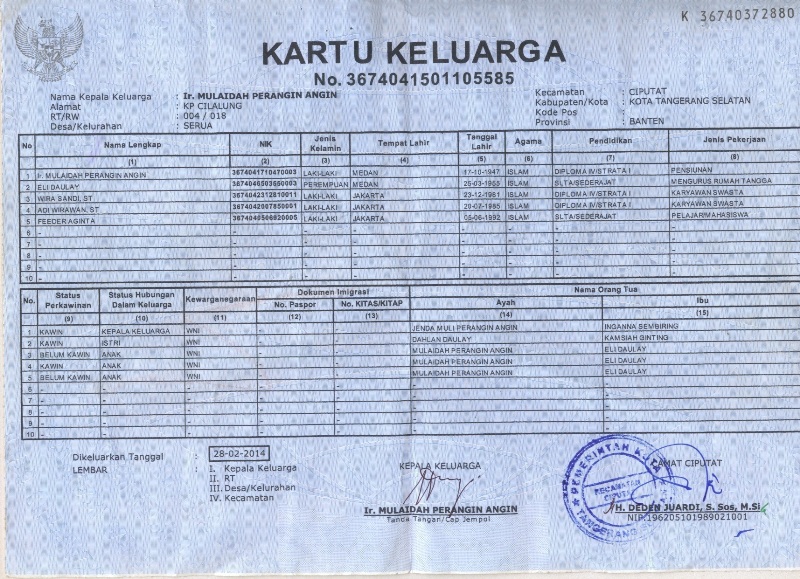 K 36740372880
KARTU KELUARGA
No. 3674041501105585
Nama Kepala Keluarga : Ir. MULAIDAH PERANGIN ANGIN
Alamat : KP CILALUNG
RT/RW : 004 / 018
Desa/Kelurahan : SERUA
Kecamatan : CIPUTAT
Kabupaten/Kota : KOTA TANGERANG SELATAN
Kode Pos :
Provinsi : BANTEN
No Nama Lengkap NIK Jenis Kelamin Tempat Lahir Tanggal Lahir Agama Pendidikan Jenis Pekerjaan
(1) (2) (3) (4) (5) (6) (7) (8)
1 Ir. MULAIDAH PERANGIN ANGIN 3674041710470003 LAKI-LAKI MEDAN 17-10-1947 ISLAM DIPLOMA IV/STRATA I PENSIUNAN
2 ELI DAULAY 3674046503550003 PEREMPUAN MEDAN 25-03-1955 ISLAM SLTA/SEDERAJAT MENGURUS RUMAH TANGGA
3 WIRA SANDI, ST 3674042312810011 LAKI-LAKI JAKARTA 23-12-1981 ISLAM DIPLOMA IV/STRATA I KARYAWAN SWASTA
4 ADI WIRAWAN, ST 3674042007850001 LAKI-LAKI JAKARTA 20-07-1985 ISLAM DIPLOMA IV/STRATA I KARYAWAN SWASTA
5 FEEDER AGINTA 3674040506920005 LAKI-LAKI JAKARTA 05-06-1992 ISLAM SLTA/SEDERAJAT PELAJAR/MAHASISWA
6 - - - - - - - -
7 - - - - - - - -
8 - - - - - - - -
9 - - - - - - - -
10 - - - - - - - -
No. Status Perkawinan Status Hubungan Dalam Keluarga Kewarganegaraan Dokumen Imigrasi Nama Orang Tua
No. Paspor No. KITAS/KITAP Ayah Ibu
(9) (10) (11) (12) (13) (14) (15)
1 KAWIN KEPALA KELUARGA WNI - - JENDA MULI PERANGIN ANGIN INGANNA SEMBIRING
2 KAWIN ISTRI WNI - - DAHLAN DAULAY KAMSIAH GINTING
3 BELUM KAWIN ANAK WNI - - MULAIDAH PERANGIN ANGIN ELI DAULAY
4 KAWIN ANAK WNI - - MULAIDAH PERANGIN ANGIN ELI DAULAY
5 BELUM KAWIN ANAK WNI - - MULAIDAH PERANGIN ANGIN ELI DAULAY
6 - - - - - - -
7 - - - - - - -
8 - - - - - - -
9 - - - - - - -
10 - - - - - - -
Dikeluarkan Tanggal : 28-02-2014
LEMBAR : I. Kepala Keluarga
II. RT
III. Desa/Kelurahan
IV. Kecamatan
KEPALA KELUARGA
Ir. MULAIDAH PERANGIN ANGIN
Tanda Tangan/Cap Jempol
CAMAT CIPUTAT
H. DEDEN JUARDI, S. Sos, M.Si
NIP.196205101989021001
PEMERINTAH KOTA
KECAMATAN
CIPUTAT
TANGERANG